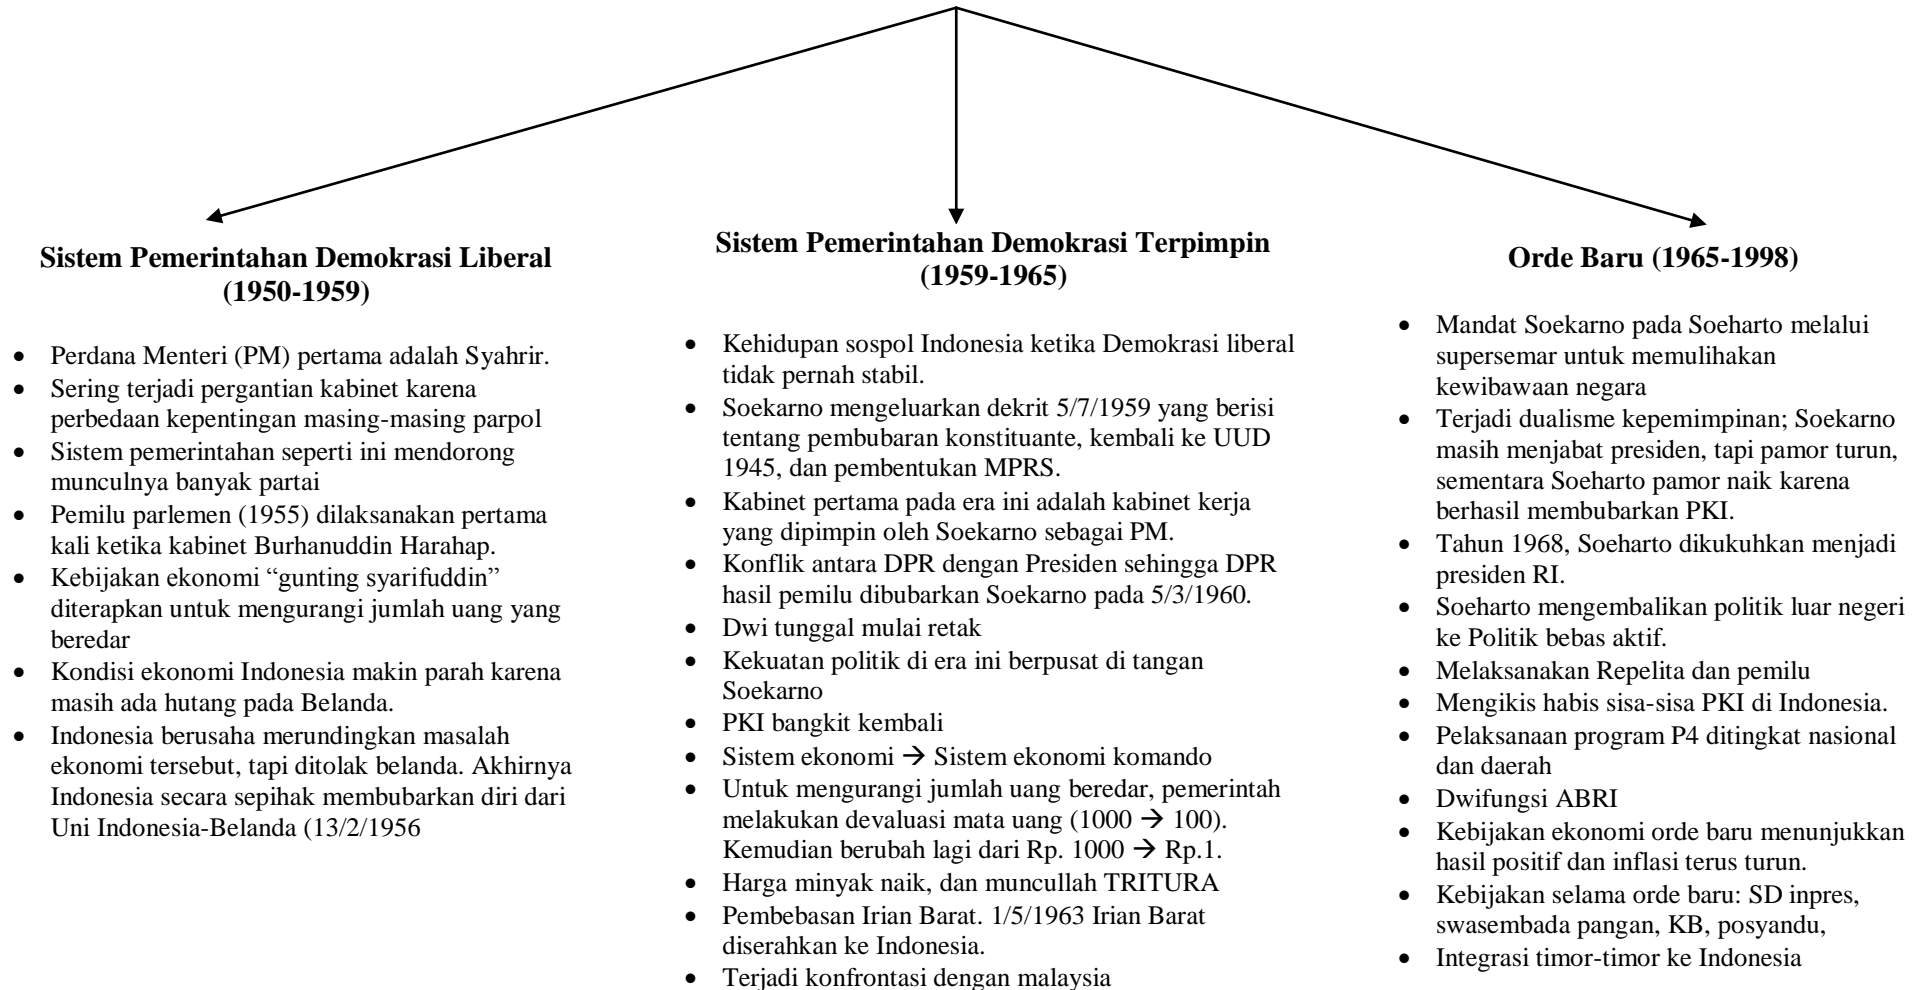 Sistem Pemerintahan Demokrasi Liberal
(1950-1959)
• Perdana Menteri (PM) pertama adalah Syahrir.
• Sering terjadi pergantian kabinet karena
perbedaan kepentingan masing-masing parpol
• Sistem pemerintahan seperti ini mendorong
munculnya banyak partai
• Pemilu parlemen (1955) dilaksanakan pertama
kali ketika kabinet Burhanuddin Harahap.
• Kebijakan ekonomi “gunting syarifuddin”
diterapkan untuk mengurangi jumlah uang yang
beredar
• Kondisi ekonomi Indonesia makin parah karena
masih ada hutang pada Belanda.
• Indonesia berusaha merundingkan masalah
ekonomi tersebut, tapi ditolak belanda. Akhirnya
Indonesia secara sepihak membubarkan diri dari
Uni Indonesia-Belanda (13/2/1956
Sistem Pemerintahan Demokrasi Terpimpin
(1959-1965)
• Kehidupan sospol Indonesia ketika Demokrasi liberal
tidak pernah stabil.
• Soekarno mengeluarkan dekrit 5/7/1959 yang berisi
tentang pembubaran konstituante, kembali ke UUD
1945, dan pembentukan MPRS.
• Kabinet pertama pada era ini adalah kabinet kerja
yang dipimpin oleh Soekarno sebagai PM.
• Konflik antara DPR dengan Presiden sehingga DPR
hasil pemilu dibubarkan Soekarno pada 5/3/1960.
• Dwi tunggal mulai retak
• Kekuatan politik di era ini berpusat di tangan
Soekarno
• PKI bangkit kembali
• Sistem ekonomi → Sistem ekonomi komando
• Untuk mengurangi jumlah uang beredar, pemerintah
melakukan devaluasi mata uang (1000 → 100).
Kemudian berubah lagi dari Rp. 1000 → Rp.1.
• Harga minyak naik, dan muncullah TRITURA
• Pembebasan Irian Barat. 1/5/1963 Irian Barat
diserahkan ke Indonesia.
• Terjadi konfrontasi dengan malaysia
Orde Baru (1965-1998)
• Mandat Soekarno pada Soeharto melalui
supersemar untuk memulihakan
kewibawaan negara
• Terjadi dualisme kepemimpinan; Soekarno
masih menjabat presiden, tapi pamor turun,
sementara Soeharto pamor naik karena
berhasil membubarkan PKI.
• Tahun 1968, Soeharto dikukuhkan menjadi
presiden RI.
• Soeharto mengembalikan politik luar negeri
ke Politik bebas aktif.
• Melaksanakan Repelita dan pemilu
• Mengikis habis sisa-sisa PKI di Indonesia.
• Pelaksanaan program P4 ditingkat nasional
dan daerah
• Dwifungsi ABRI
• Kebijakan ekonomi orde baru menunjukkan
hasil positif dan inflasi terus turun.
• Kebijakan selama orde baru: SD inpres,
swasembada pangan, KB, posyandu,
• Integrasi timor-timor ke Indonesia